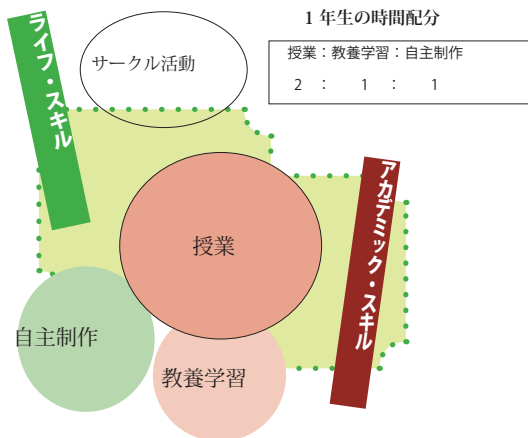 1年生の時間配分
授業：教養学習：自主制作
2 ： 1 ： 1
ライフ・スキル
サークル活動
授業
アカデミック・スキル
自主制作
教養学習